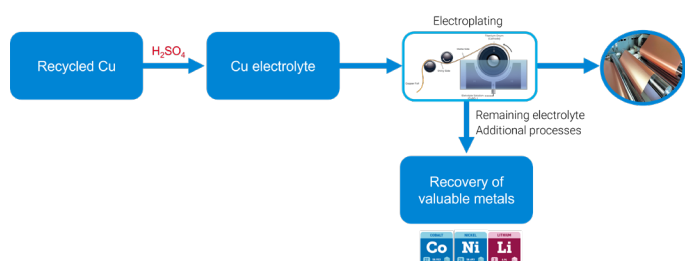 Electroplating
Recycled Cu
H₂SO₄
Cu electrolyte
Remaining electrolyte
Additional processes
Recovery of
valuable metals
COBALT
NICKEL
LITHIUM
Co
Ni
Li